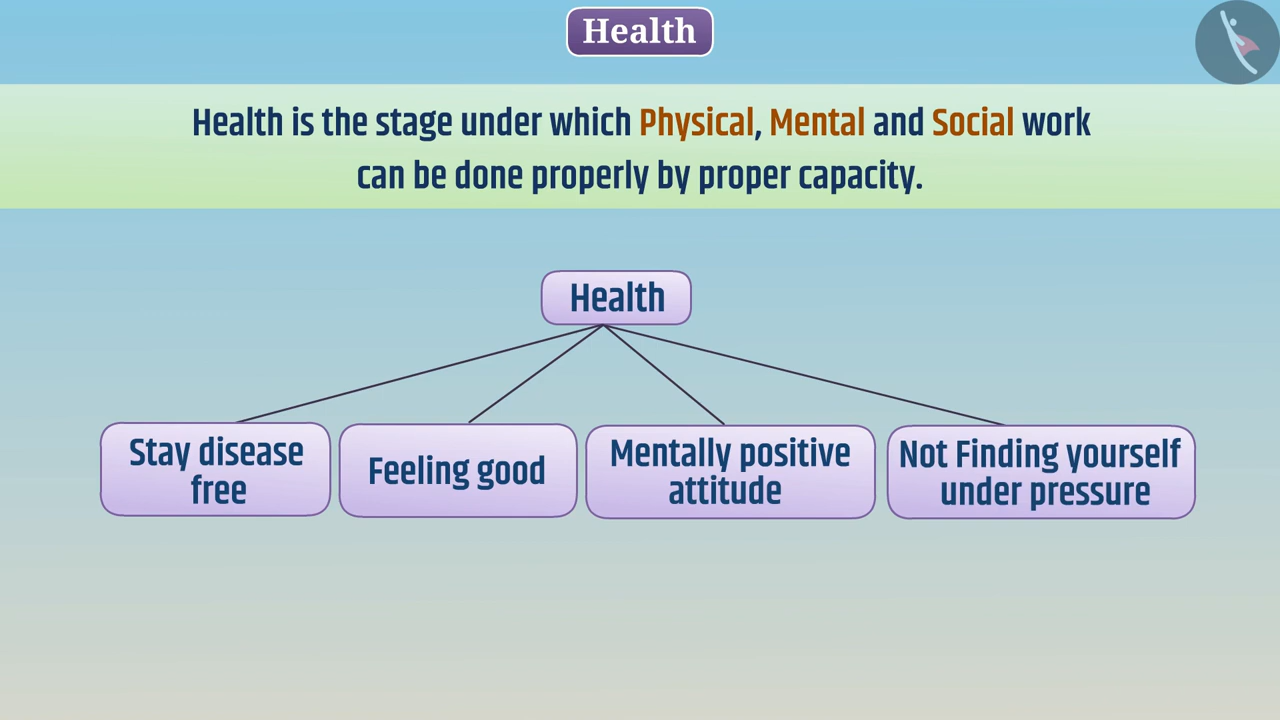 Health
Health is the stage under which Physical, Mental and Social work
can be done properly by proper capacity.
Health
Stay disease
free
Feeling good
Mentally positive
attitude
Not Finding yourself
under pressure